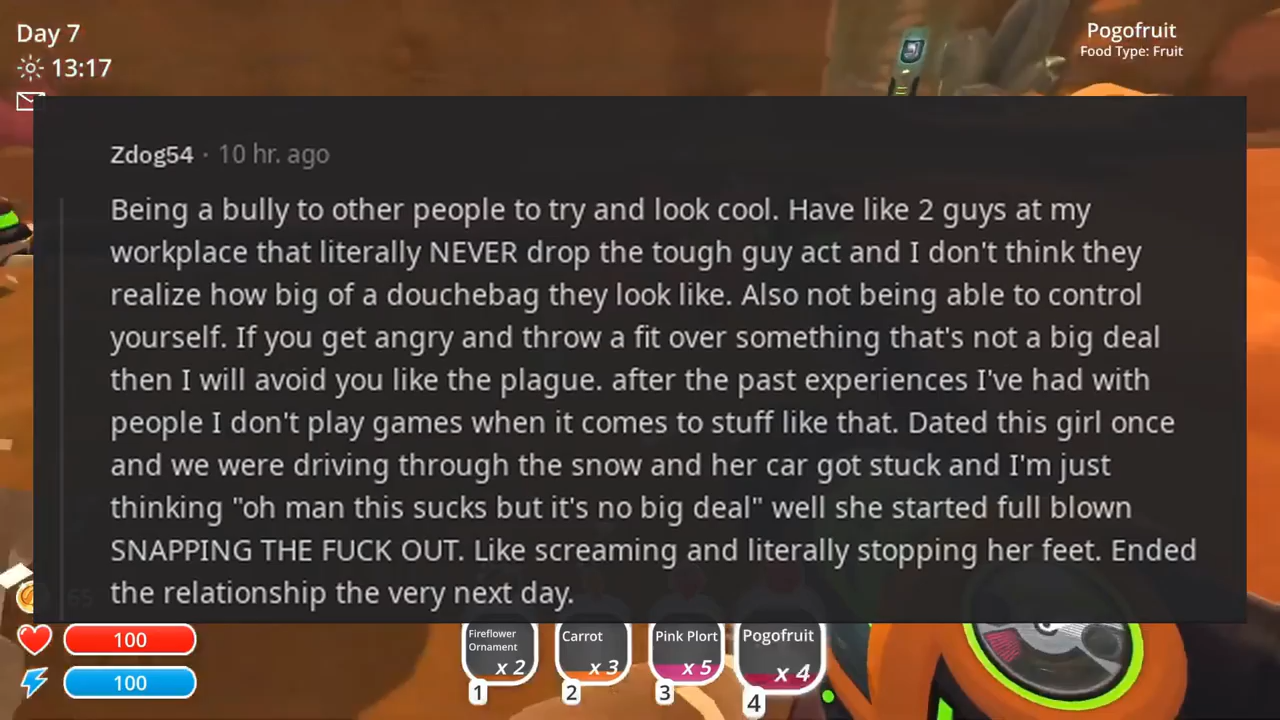 Day 7
13:17
Pogofruit
Food Type: Fruit
Zdog54 · 10 hr. ago
Being a bully to other people to try and look cool. Have like 2 guys at my
workplace that literally NEVER drop the tough guy act and I don't think they
realize how big of a douchebag they look like. Also not being able to control
yourself. If you get angry and throw a fit over something that's not a big deal
then I will avoid you like the plague. after the past experiences I've had with
people I don't play games when it comes to stuff like that. Dated this girl once
and we were driving through the snow and her car got stuck and I'm just
thinking "oh man this sucks but it's no big deal" well she started full blown
SNAPPING THE FUCK OUT. Like screaming and literally stopping her feet. Ended
the relationship the very next day.
100
100
Fireflower
Ornament
x 2
1
Carrot
x 3
2
Pink Plort
x 5
3
Pogofruit
x 4
4